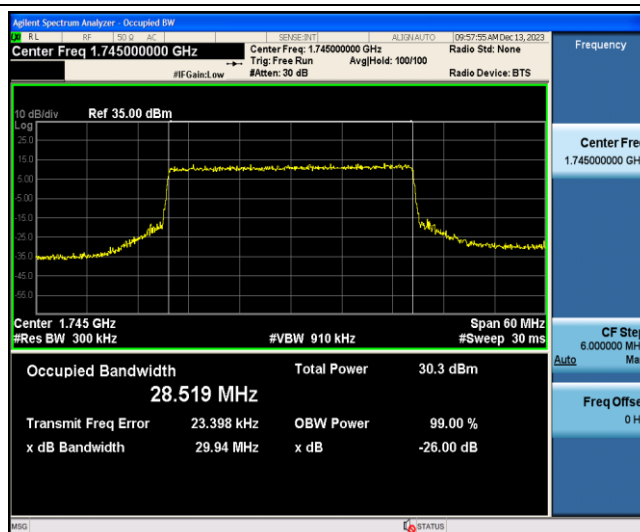 Agilent Spectrum Analyzer - Occupied BW
RL RF 50 Ω AC SENSE:INT ALIGN AUTO 09:57:55 AM Dec 13, 2023
Center Freq 1.745000000 GHz Center Freq: 1.745000000 GHz Radio Std: None Frequency
Trig: Free Run Avg|Hold: 100/100
#IFGain:Low #Atten: 30 dB Radio Device: BTS
10 dB/div Ref 35.00 dBm
Log
25.0
15.0
5.00
-5.00
-15.0
-25.0
-35.0
-45.0
-55.0
Center Fre
1.745000000 GH
Center 1.745 GHz Span 60 MHz
#Res BW 300 kHz #VBW 910 kHz #Sweep 30 ms
CF Ste
6.000000 MH
Auto Ma
Occupied Bandwidth Total Power 30.3 dBm
28.519 MHz
Transmit Freq Error 23.398 kHz OBW Power 99.00 %
x dB Bandwidth 29.94 MHz x dB -26.00 dB
Freq Offse
0 H
MSG STATUS